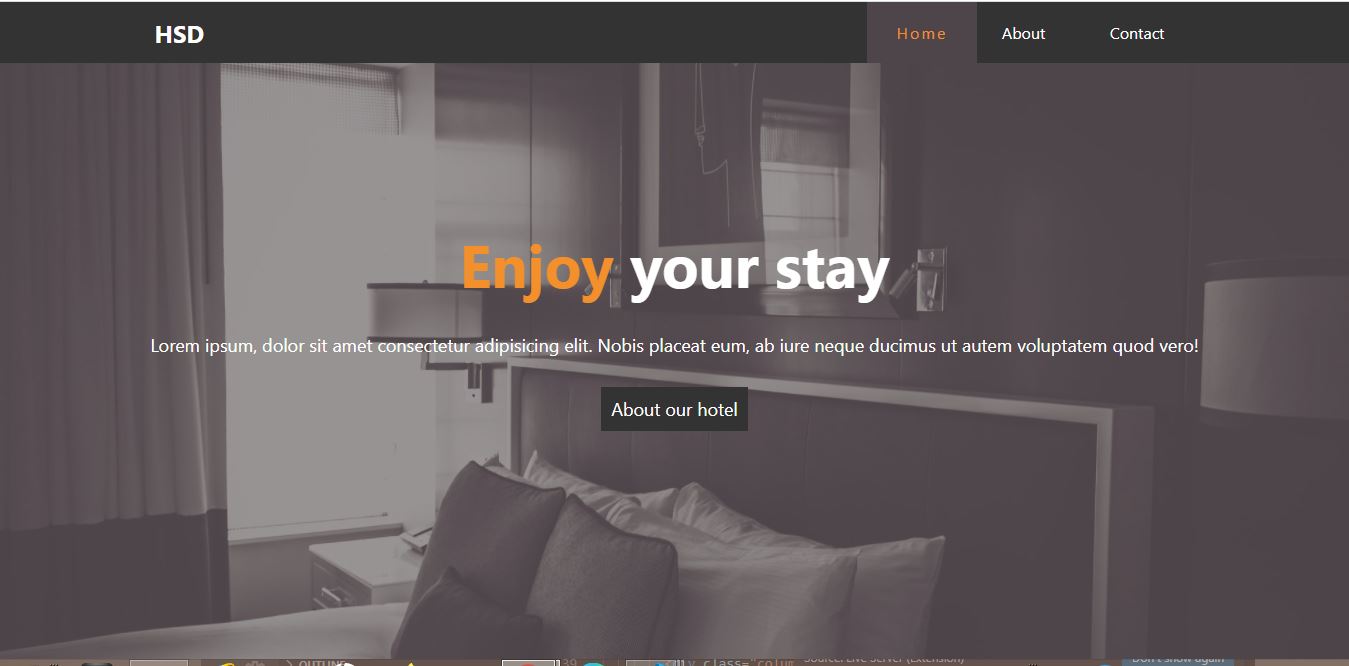 HSD
Home About Contact
Enjoy your stay
Lorem ipsum, dolor sit amet consectetur adipisicing elit. Nobis placeat eum, ab iure neque ducimus ut autem voluptatem quod vero!
About our hotel
39
Source: Live Server (Extension)
Don't show again